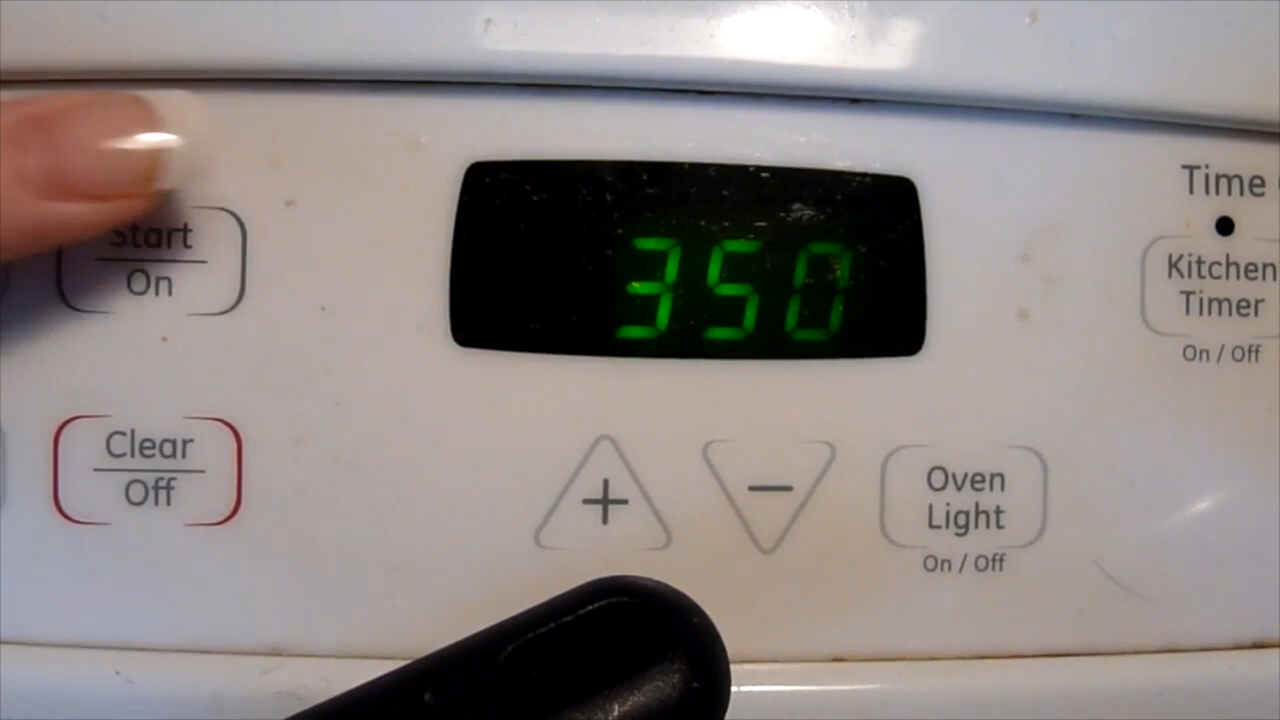 Start
On
350
Time
Kitchen
Timer
On / Off
Clear
Off
+
−
Oven
Light
On / Off